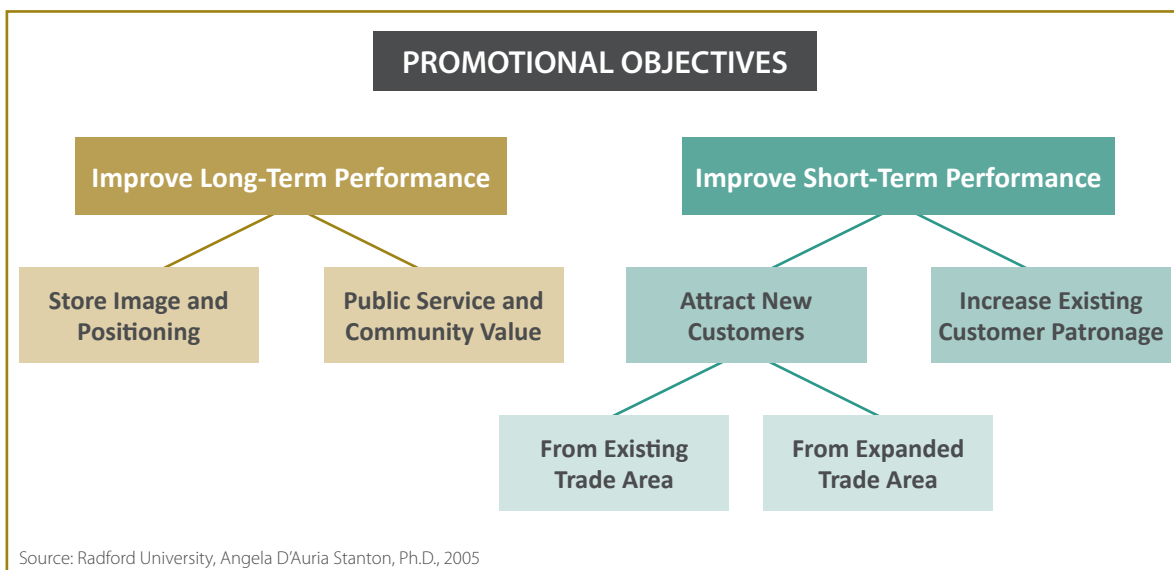 PROMOTIONAL OBJECTIVES
Improve Long-Term Performance
Improve Short-Term Performance
Store Image and
Positioning
Public Service and
Community Value
Attract New
Customers
Increase Existing
Customer Patronage
From Existing
Trade Area
From Expanded
Trade Area
Source: Radford University, Angela D’Auria Stanton, Ph.D., 2005